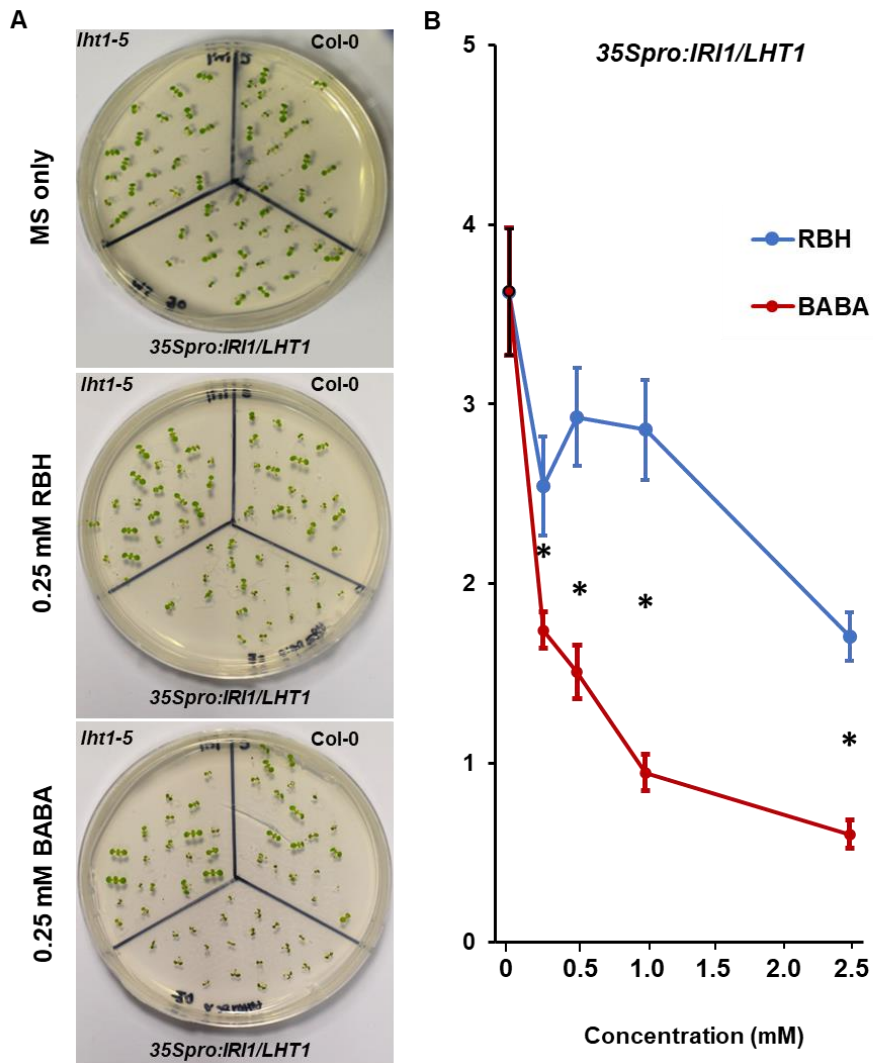 A
lht1-5
Col-0
MS only
35Spro:IRI1/LHT1
lht1-5
Col-0
0.25 mM RBH
35Spro:IRI1/LHT1
lht1-5
Col-0
0.25 mM BABA
35Spro:IRI1/LHT1
B
35Spro:IRI1/LHT1
RBH
BABA
5
4
3
2
1
0
*
*
*
*
0 0.5 1.0 1.5 2.0 2.5
Concentration (mM)